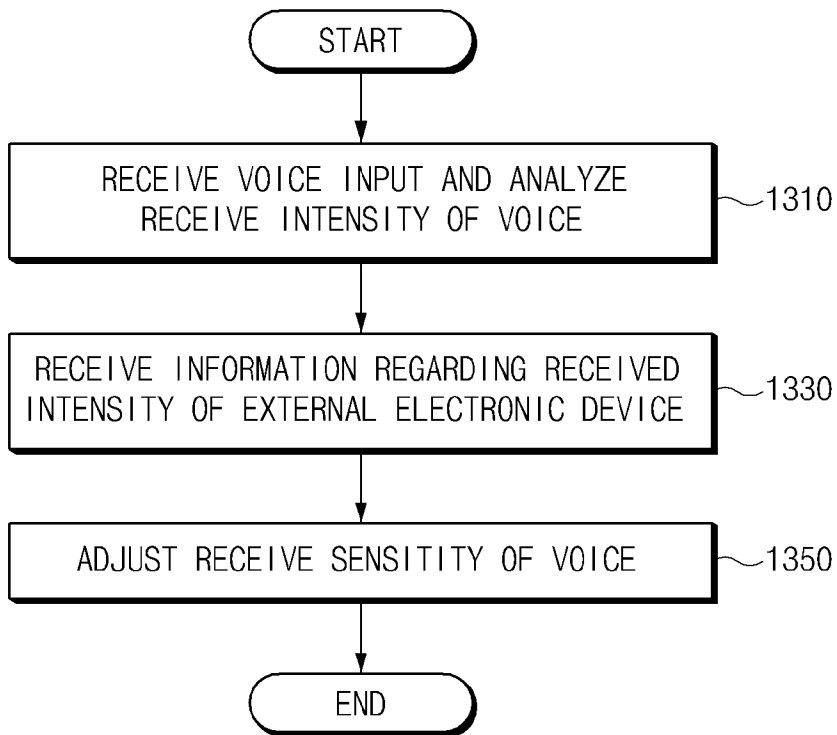 START
RECEIVE VOICE INPUT AND ANALYZE
RECEIVE INTENSITY OF VOICE
1310
RECEIVE INFORMATION REGARDING RECEIVED
INTENSITY OF EXTERNAL ELECTRONIC DEVICE
1330
ADJUST RECEIVE SENSITITY OF VOICE
1350
END